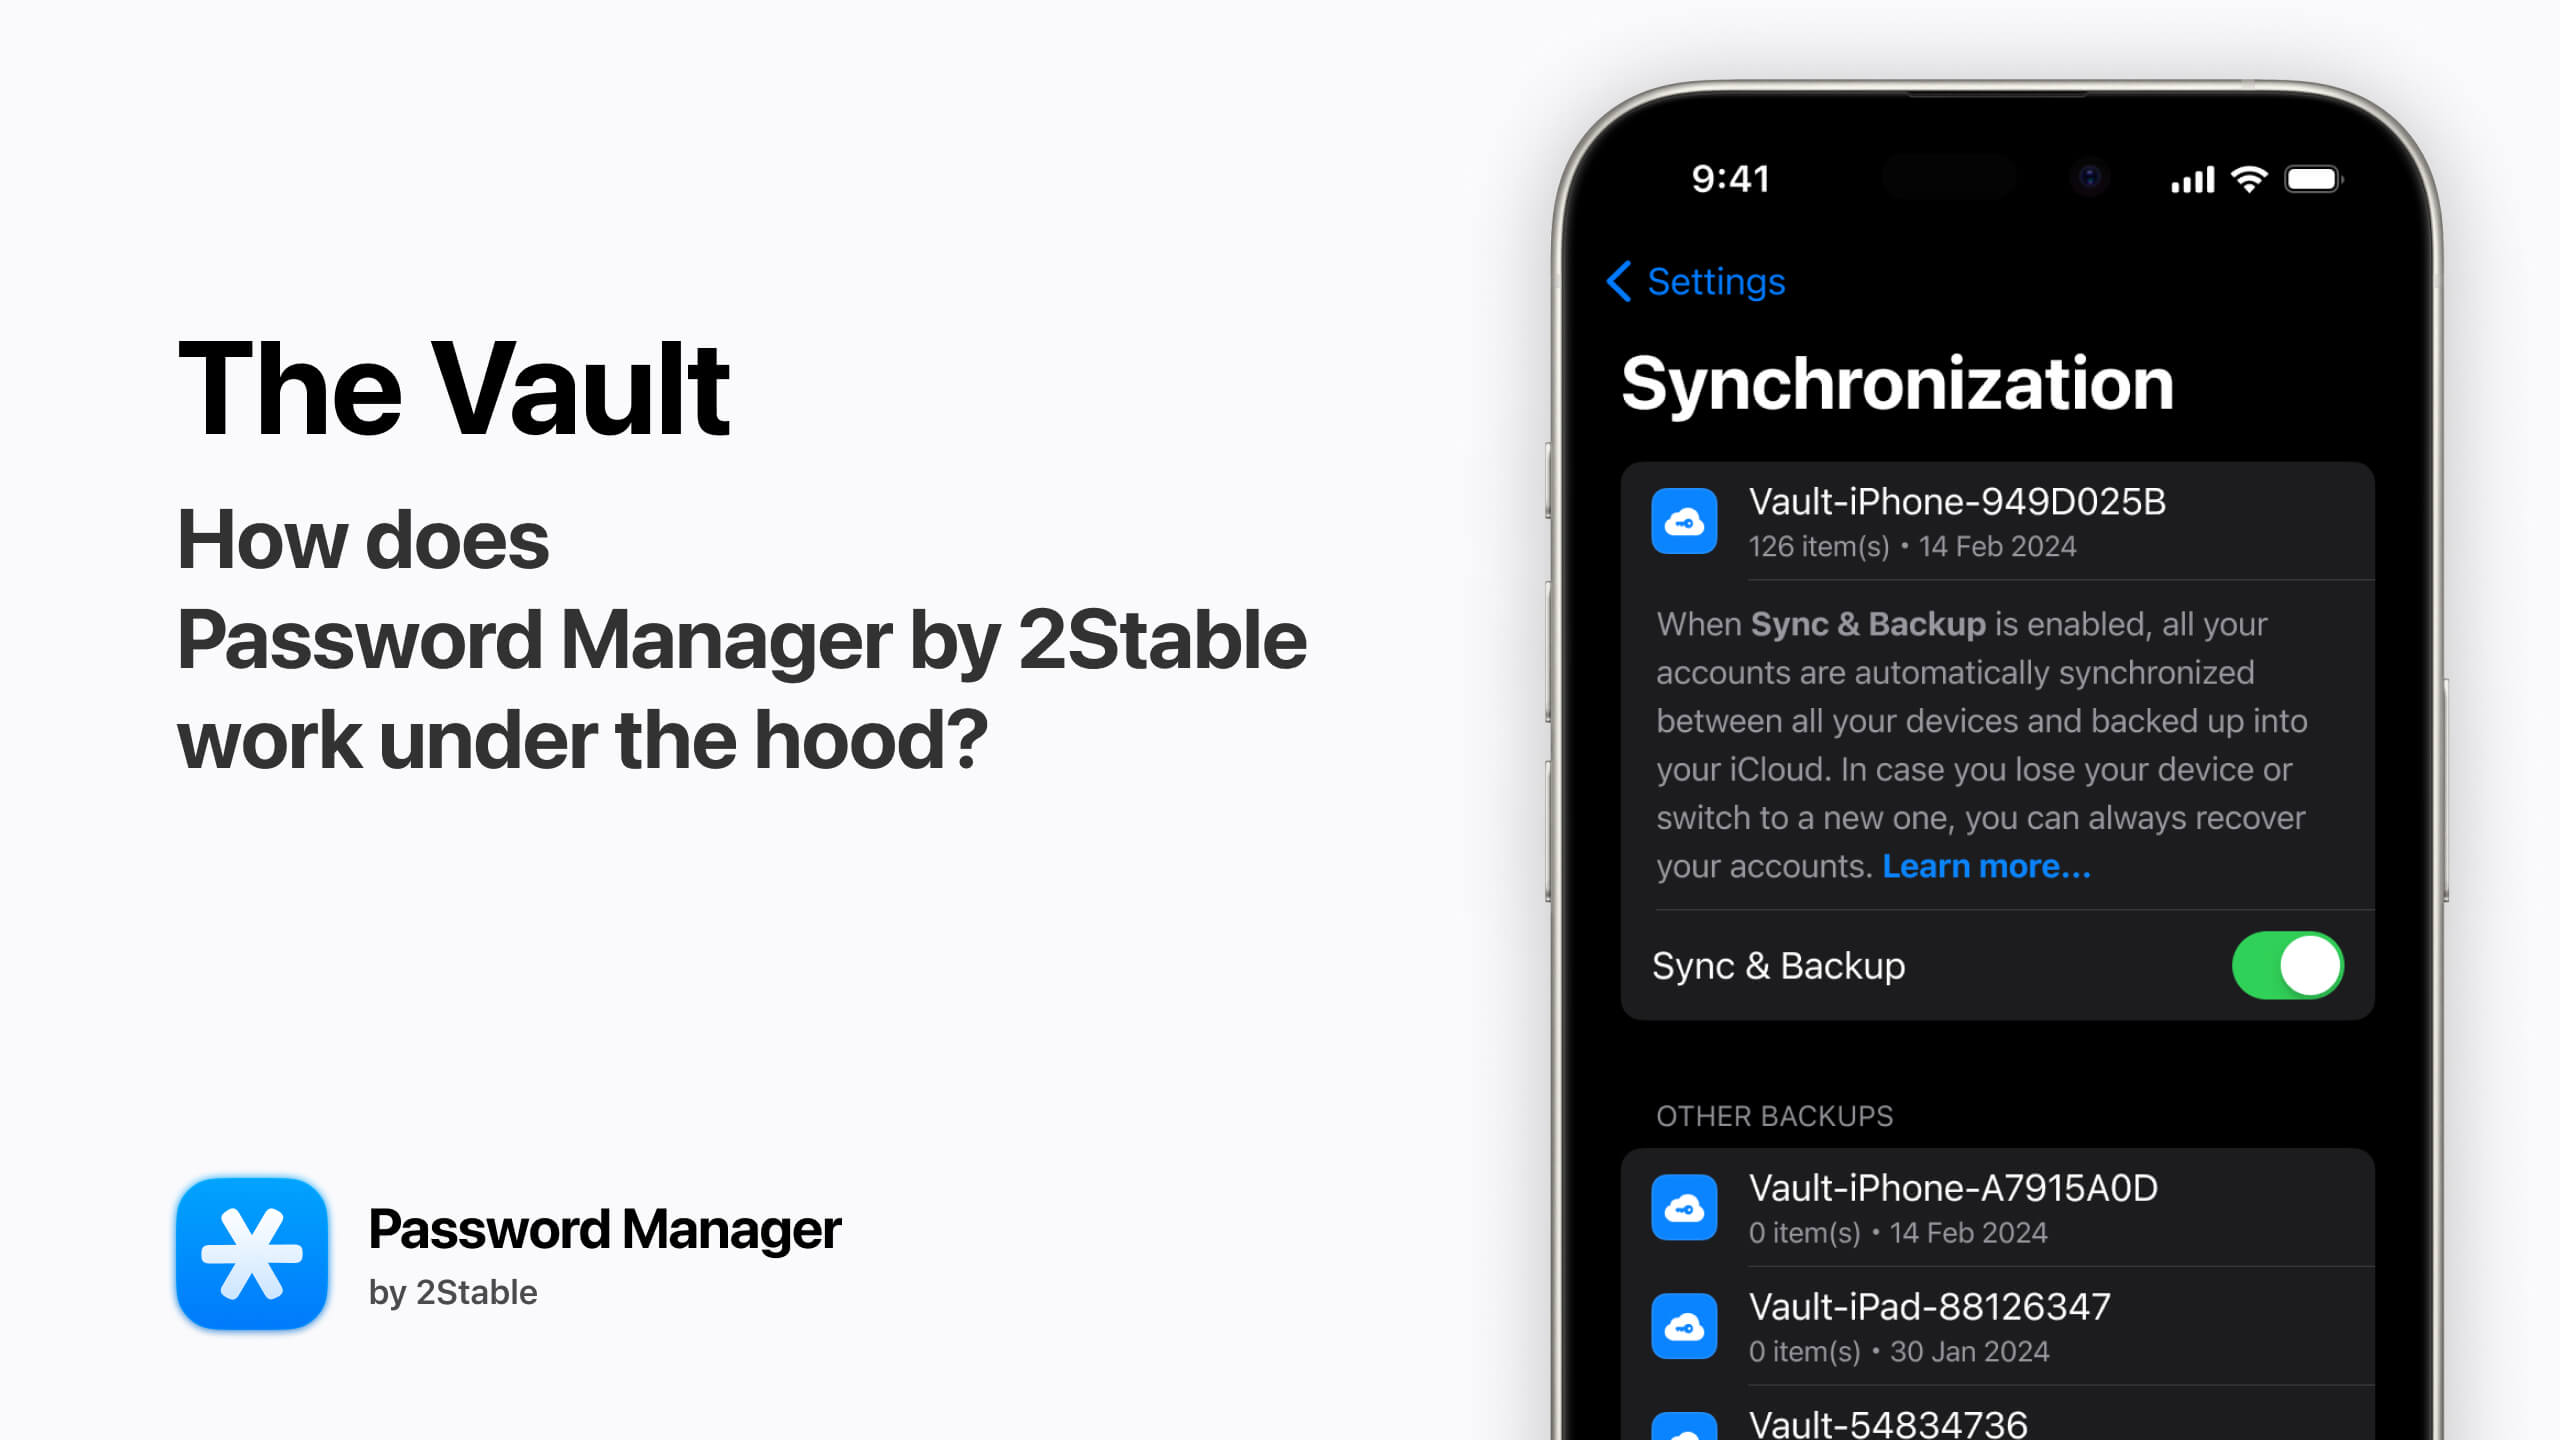 The Vault
How does
Password Manager by 2Stable
work under the hood?
Password Manager
by 2Stable
9:41
Settings
Synchronization
Vault-iPhone-949D025B
126 item(s) • 14 Feb 2024
When Sync & Backup is enabled, all your
accounts are automatically synchronized
between all your devices and backed up into
your iCloud. In case you lose your device or
switch to a new one, you can always recover
your accounts. Learn more...
Sync & Backup
OTHER BACKUPS
Vault-iPhone-A7915A0D
0 item(s) • 14 Feb 2024
Vault-iPad-88126347
0 item(s) • 30 Jan 2024
Vault-54834736